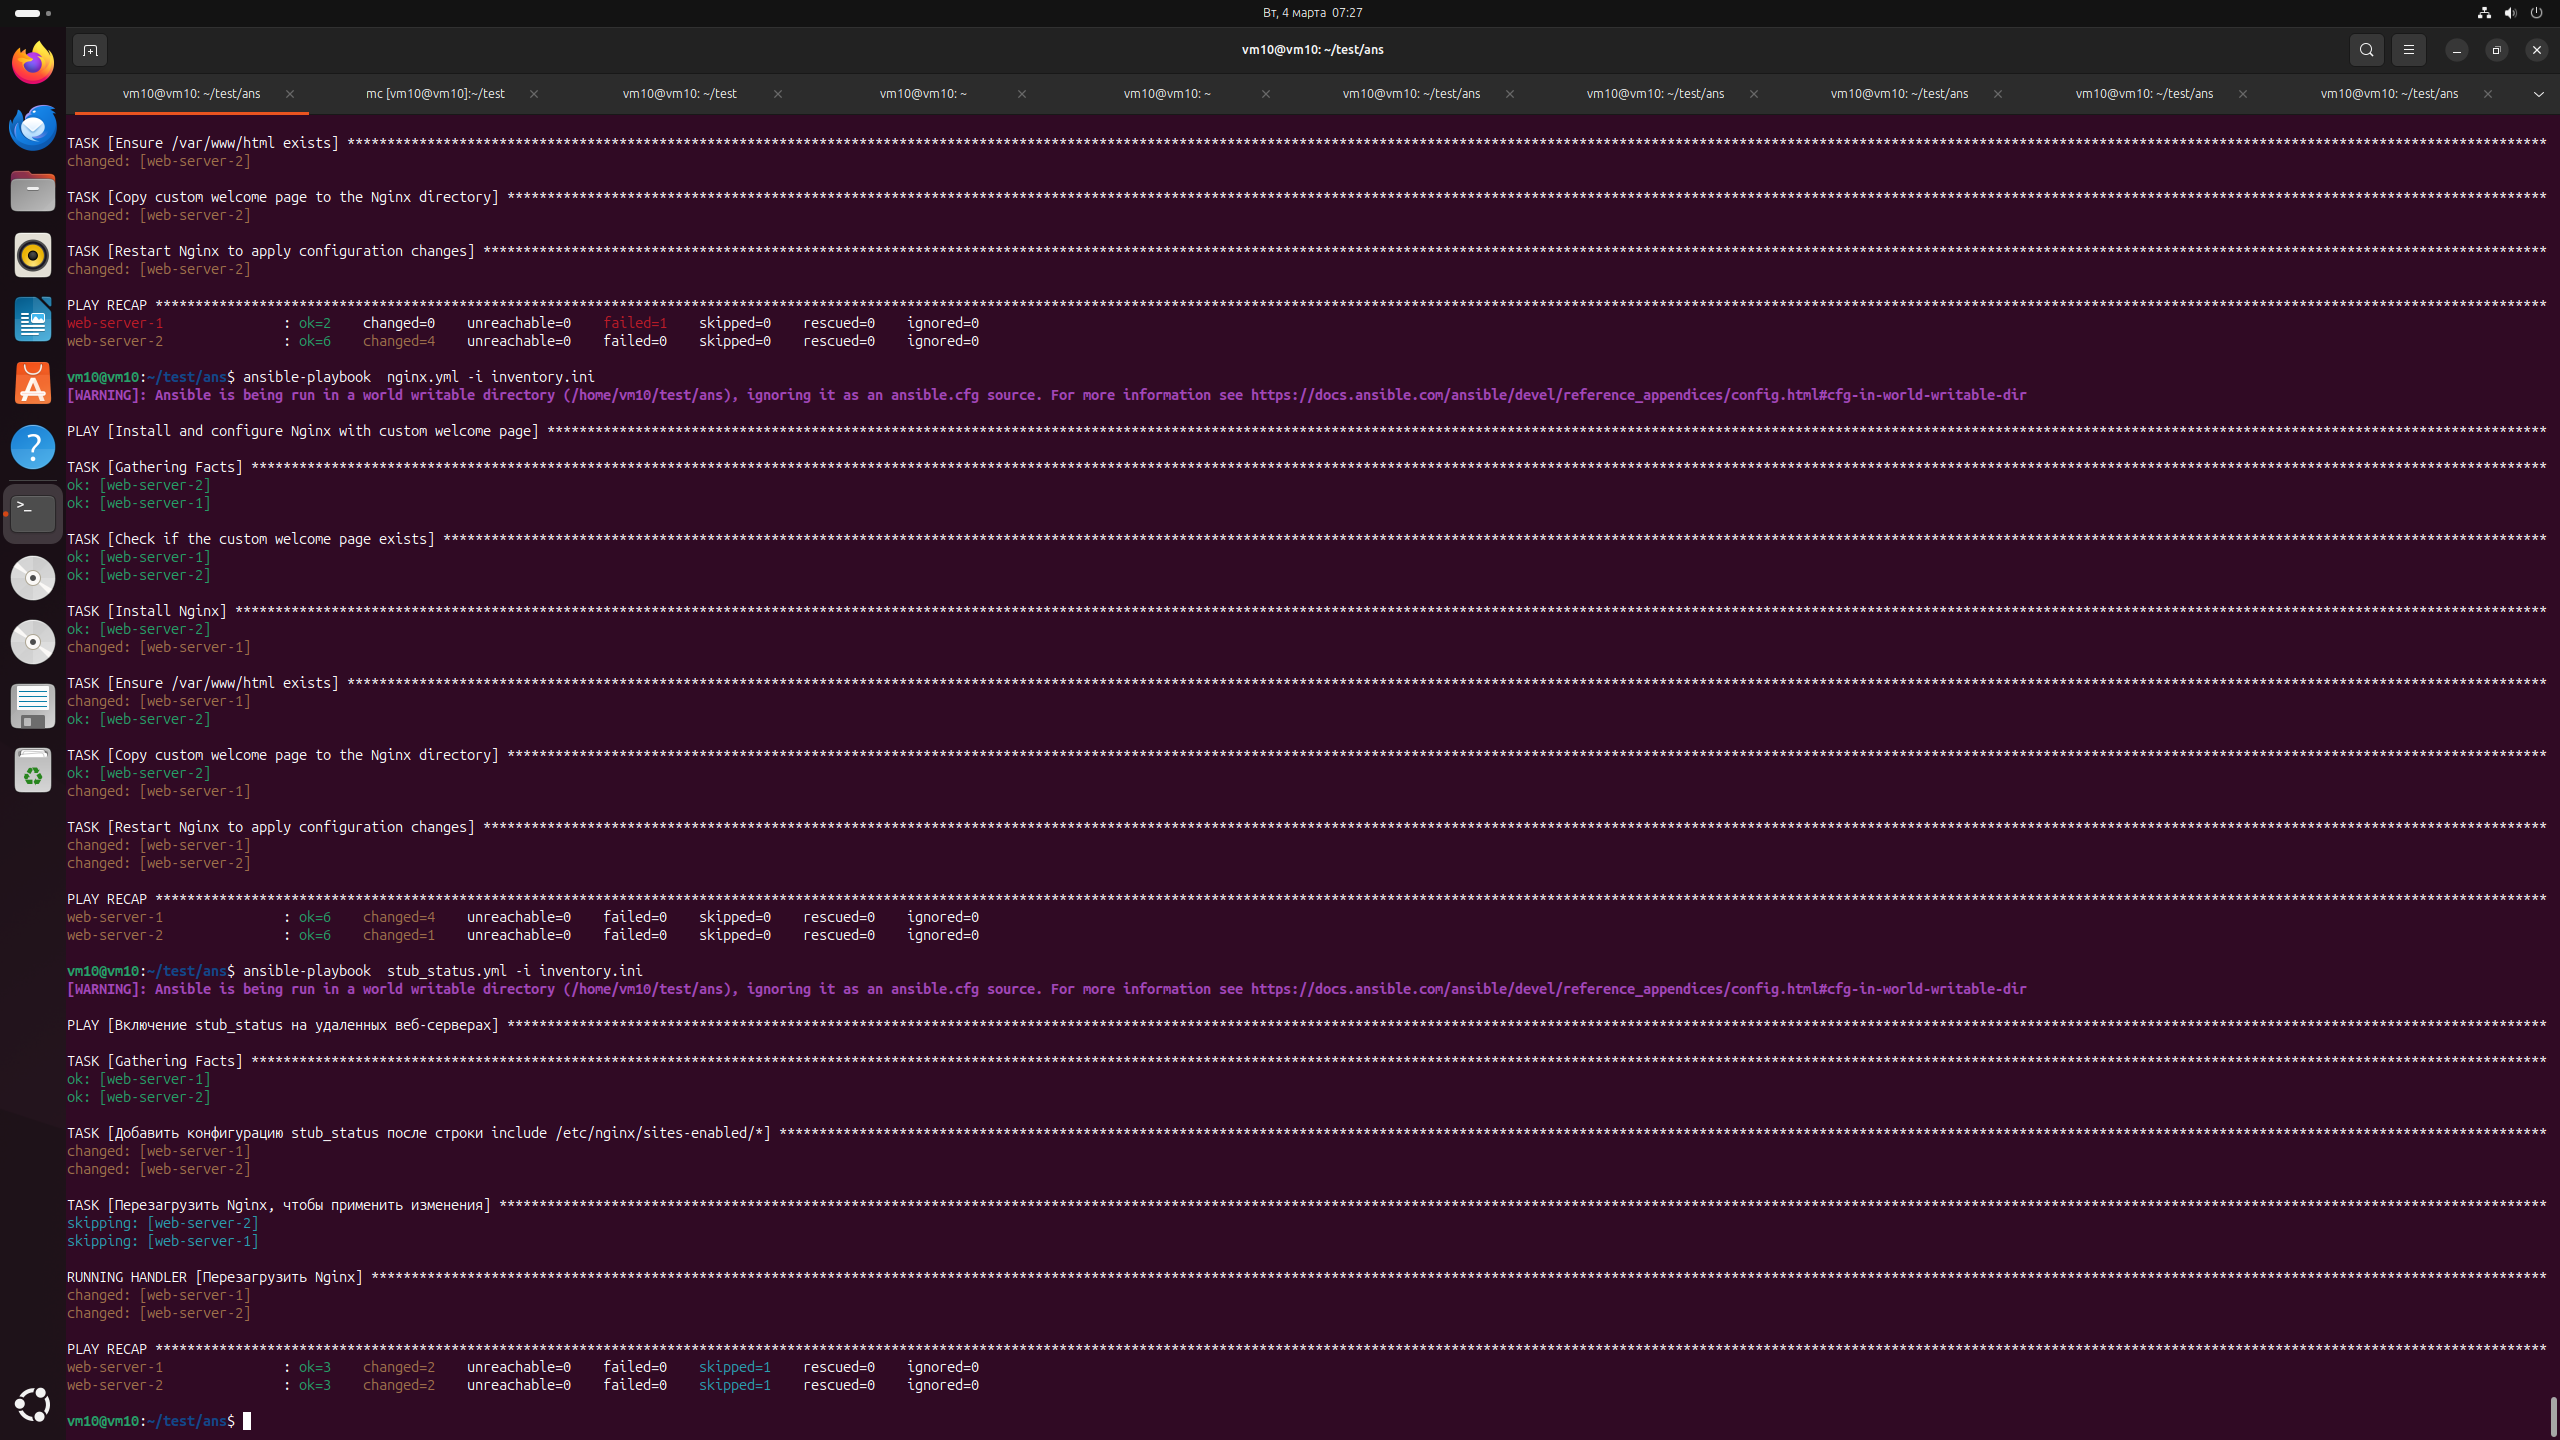 Вт, 4 марта 07:27
vm10@vm10: ~/test/ans
vm10@vm10: ~/test/ans
mc [vm10@vm10]:~/test
vm10@vm10: ~/test
vm10@vm10: ~
vm10@vm10: ~
vm10@vm10: ~/test/ans
vm10@vm10: ~/test/ans
vm10@vm10: ~/test/ans
vm10@vm10: ~/test/ans
vm10@vm10: ~/test/ans
TASK [Ensure /var/www/html exists] ****
changed: [web-server-2]
TASK [Copy custom welcome page to the Nginx directory] ****
changed: [web-server-2]
TASK [Restart Nginx to apply configuration changes] ****
changed: [web-server-2]
PLAY RECAP ****
web-server-1 : ok=2 changed=0 unreachable=0 failed=1 skipped=0 rescued=0 ignored=0
web-server-2 : ok=6 changed=4 unreachable=0 failed=0 skipped=0 rescued=0 ignored=0
vm10@vm10:~/test/ans$ ansible-playbook  nginx.yml -i inventory.ini
[WARNING]: Ansible is being run in a world writable directory (/home/vm10/test/ans), ignoring it as an ansible.cfg source. For more information see https://docs.ansible.com/ansible/devel/reference_appendices/config.html#cfg-in-world-writable-dir
PLAY [Install and configure Nginx with custom welcome page] ****
TASK [Gathering Facts] ****
ok: [web-server-2]
ok: [web-server-1]
TASK [Check if the custom welcome page exists] ****
ok: [web-server-1]
ok: [web-server-2]
TASK [Install Nginx] ****
ok: [web-server-2]
changed: [web-server-1]
TASK [Ensure /var/www/html exists] ****
changed: [web-server-1]
ok: [web-server-2]
TASK [Copy custom welcome page to the Nginx directory] ****
ok: [web-server-2]
changed: [web-server-1]
TASK [Restart Nginx to apply configuration changes] ****
changed: [web-server-1]
changed: [web-server-2]
PLAY RECAP ****
web-server-1 : ok=6 changed=4 unreachable=0 failed=0 skipped=0 rescued=0 ignored=0
web-server-2 : ok=6 changed=1 unreachable=0 failed=0 skipped=0 rescued=0 ignored=0
vm10@vm10:~/test/ans$ ansible-playbook  stub_status.yml -i inventory.ini
[WARNING]: Ansible is being run in a world writable directory (/home/vm10/test/ans), ignoring it as an ansible.cfg source. For more information see https://docs.ansible.com/ansible/devel/reference_appendices/config.html#cfg-in-world-writable-dir
PLAY [Включение stub_status на удаленных веб-серверах] ****
TASK [Gathering Facts] ****
ok: [web-server-1]
ok: [web-server-2]
TASK [Добавить конфигурацию stub_status после строки include /etc/nginx/sites-enabled/*] ****
changed: [web-server-1]
changed: [web-server-2]
TASK [Перезагрузить Nginx, чтобы применить изменения] ****
skipping: [web-server-2]
skipping: [web-server-1]
RUNNING HANDLER [Перезагрузить Nginx] ****
changed: [web-server-1]
changed: [web-server-2]
PLAY RECAP ****
web-server-1 : ok=3 changed=2 unreachable=0 failed=0 skipped=1 rescued=0 ignored=0
web-server-2 : ok=3 changed=2 unreachable=0 failed=0 skipped=1 rescued=0 ignored=0
vm10@vm10:~/test/ans$